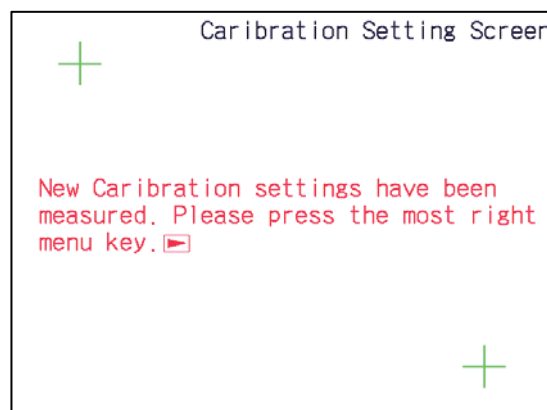 Caribration Setting Screen
New Caribration settings have been
measured. Please press the most right
menu key.